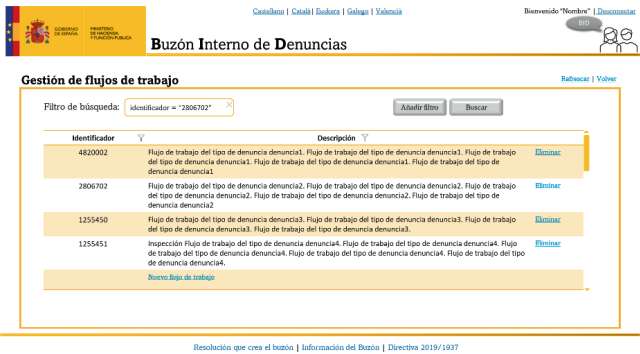 Castellano | Català | Euskera | Galego | Valencià
Bienvenido "Nombre" | Desconectar
GOBIERNO DE ESPAÑA
MINISTERIO DE HACIENDA Y FUNCIÓN PÚBLICA
BID
Buzón Interno de Denuncias
Gestión de flujos de trabajo
Refrescar | Volver
Filtro de búsqueda: identificador = "2806702" ×
Añadir filtro
Buscar
Identificador Descripción
4820002 Flujo de trabajo del tipo de denuncia denuncia1. Flujo de trabajo del tipo de denuncia denuncia1. Flujo de trabajo Eliminar
del tipo de denuncia denuncia1. Flujo de trabajo del tipo de denuncia denuncia1. Flujo de trabajo del tipo de
denuncia denuncia1
2806702 Flujo de trabajo del tipo de denuncia denuncia2. Flujo de trabajo del tipo de denuncia denuncia2. Flujo de trabajo Eliminar
del tipo de denuncia denuncia2. Flujo de trabajo del tipo de denuncia denuncia2. Flujo de trabajo del tipo de
denuncia denuncia2
1255450 Flujo de trabajo del tipo de denuncia denuncia3. Flujo de trabajo del tipo de denuncia denuncia3. Flujo de trabajo Eliminar
del tipo de denuncia denuncia3. Flujo de trabajo del tipo de denuncia denuncia3.
1255451 Inspección Flujo de trabajo del tipo de denuncia denuncia4. Flujo de trabajo del tipo de denuncia denuncia4. Flujo Eliminar
de trabajo del tipo de denuncia denuncia4. Flujo de trabajo del tipo de denuncia denuncia4. Flujo de trabajo del tipo
de denuncia denuncia4.
Nuevo flujo de trabajo
Resolución que crea el buzón | Información del Buzón | Directiva 2019/1937